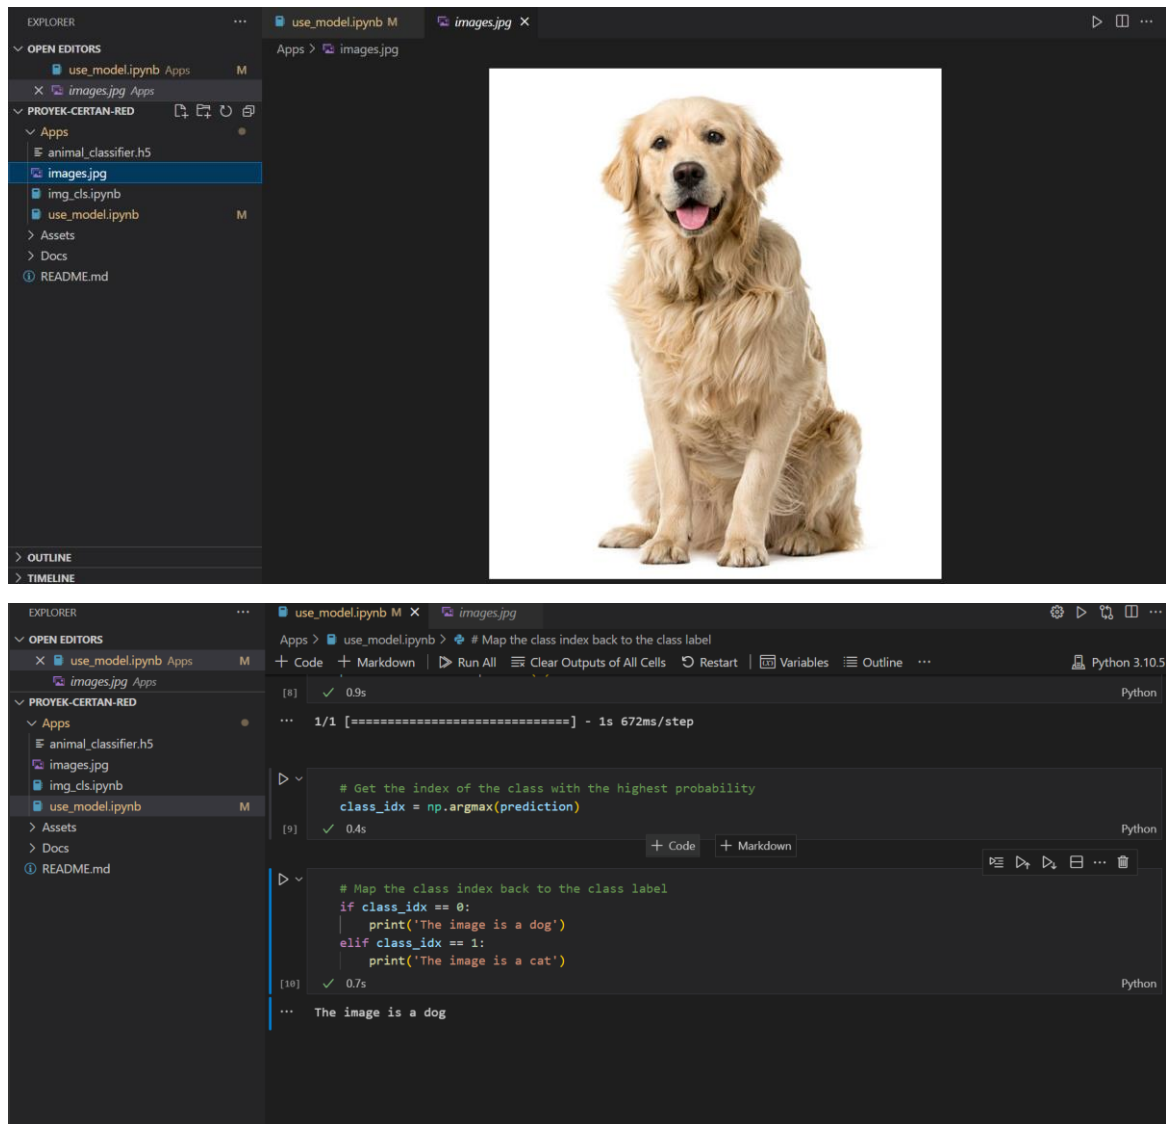 EXPLORER
use_model.ipynb M
images.jpg
OPEN EDITORS
Apps > images.jpg
use_model.ipynb Apps M
images.jpg Apps
PROYEK-CERTAN-RED
Apps
animal_classifier.h5
images.jpg
img_cls.ipynb
use_model.ipynb M
Assets
Docs
README.md
OUTLINE
TIMELINE
EXPLORER
use_model.ipynb M
images.jpg
OPEN EDITORS
Apps > use_model.ipynb > # Map the class index back to the class label
use_model.ipynb Apps M
+ Code + Markdown Run All Clear Outputs of All Cells Restart Variables Outline ... Python 3.10.5
images.jpg Apps
PROYEK-CERTAN-RED
Apps
animal_classifier.h5
images.jpg
img_cls.ipynb
use_model.ipynb M
Assets
Docs
README.md
[8] 0.9s Python
1/1 [==============================] - 1s 672ms/step
# Get the index of the class with the highest probability
class_idx = np.argmax(prediction)
[9] 0.4s Python
+ Code + Markdown
# Map the class index back to the class label
if class_idx == 0:
print('The image is a dog')
elif class_idx == 1:
print('The image is a cat')
[10] 0.7s Python
The image is a dog